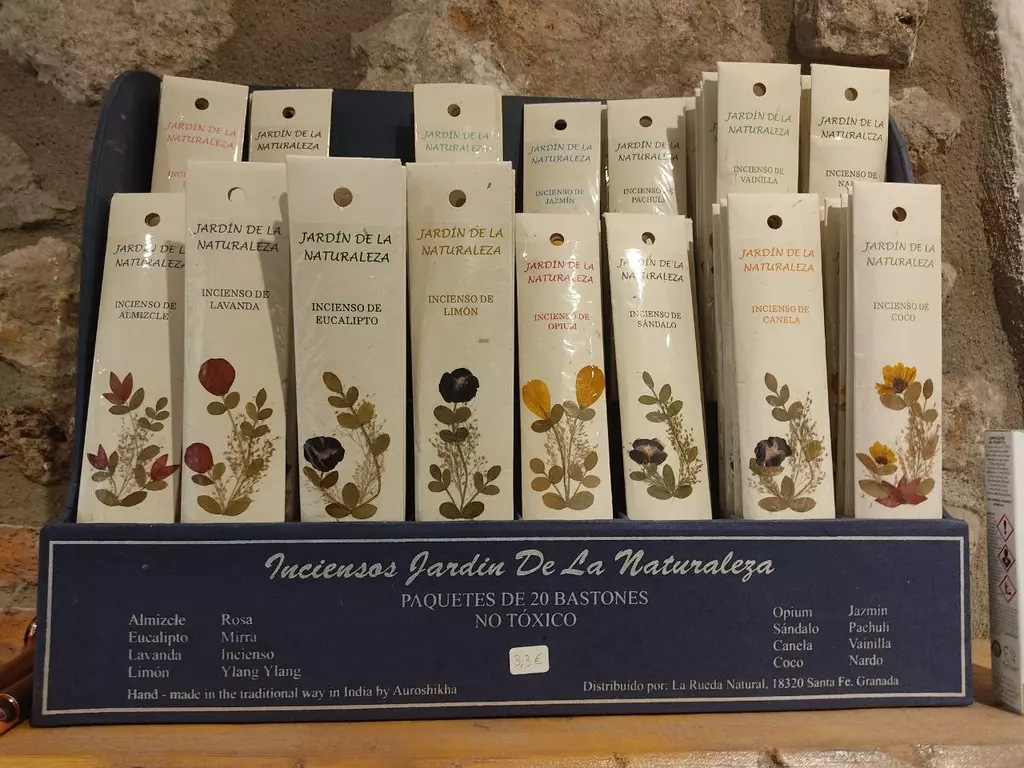 JARDÍN DE LA
NATURALEZA
JARDÍN DE LA
NATURALEZA
JARDÍN DE LA
NATURALEZA
JARDÍN DE LA
NATURALEZA
INCIENSO DE
JAZMÍN
JARDÍN DE LA
NATURALEZA
INCIENSO DE
PACHULI
JARDÍN DE LA
NATURALEZA
INCIENSO DE
VAINILLA
JARDÍN DE LA
NATURALEZA
INCIENSO DE
JARDÍN DE LA
NATURALEZA
INCIENSO DE
ALMIZCLE
JARDÍN DE LA
NATURALEZA
INCIENSO DE
LAVANDA
JARDÍN DE LA
NATURALEZA
INCIENSO DE
EUCALIPTO
JARDÍN DE LA
NATURALEZA
INCIENSO DE
LIMÓN
JARDÍN DE LA
NATURALEZA
INCIENSO DE
OPIUM
JARDÍN DE LA
NATURALEZA
INCIENSO DE
SÁNDALO
JARDÍN DE LA
NATURALEZA
INCIENSO DE
CANELA
JARDÍN DE LA
NATURALEZA
INCIENSO DE
COCO
Inciensos Jardin De La Naturaleza
PAQUETES DE 20 BASTONES
NO TÓXICO
3,3€
Almizcle
Eucalipto
Lavanda
Limón
Rosa
Mirra
Incienso
Ylang Ylang
Opium
Sándalo
Canela
Coco
Jazmín
Pachuli
Vainilla
Nardo
Hand - made in the traditional way in India by Auroshikha
Distribuido por: La Rueda Natural, 18320 Santa Fe. Granada